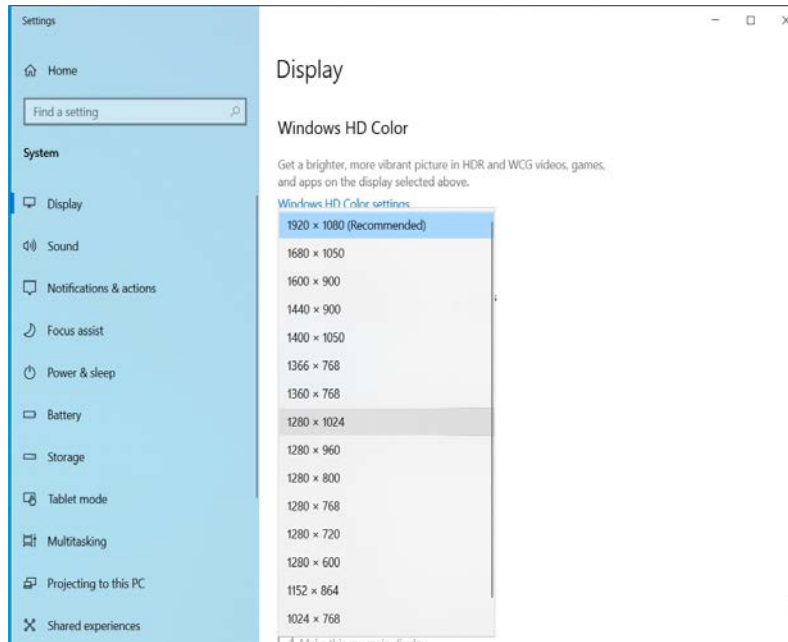 Settings
Home
Find a setting
System
Display
Sound
Notifications & actions
Focus assist
Power & sleep
Battery
Storage
Tablet mode
Multitasking
Projecting to this PC
Shared experiences
Display
Windows HD Color
Get a brighter, more vibrant picture in HDR and WCG videos, games,
and apps on the display selected above.
Windows HD Color settings
1920 × 1080 (Recommended)
1680 × 1050
1600 × 900
1440 × 900
1400 × 1050
1366 × 768
1360 × 768
1280 × 1024
1280 × 960
1280 × 800
1280 × 768
1280 × 720
1280 × 600
1152 × 864
1024 × 768